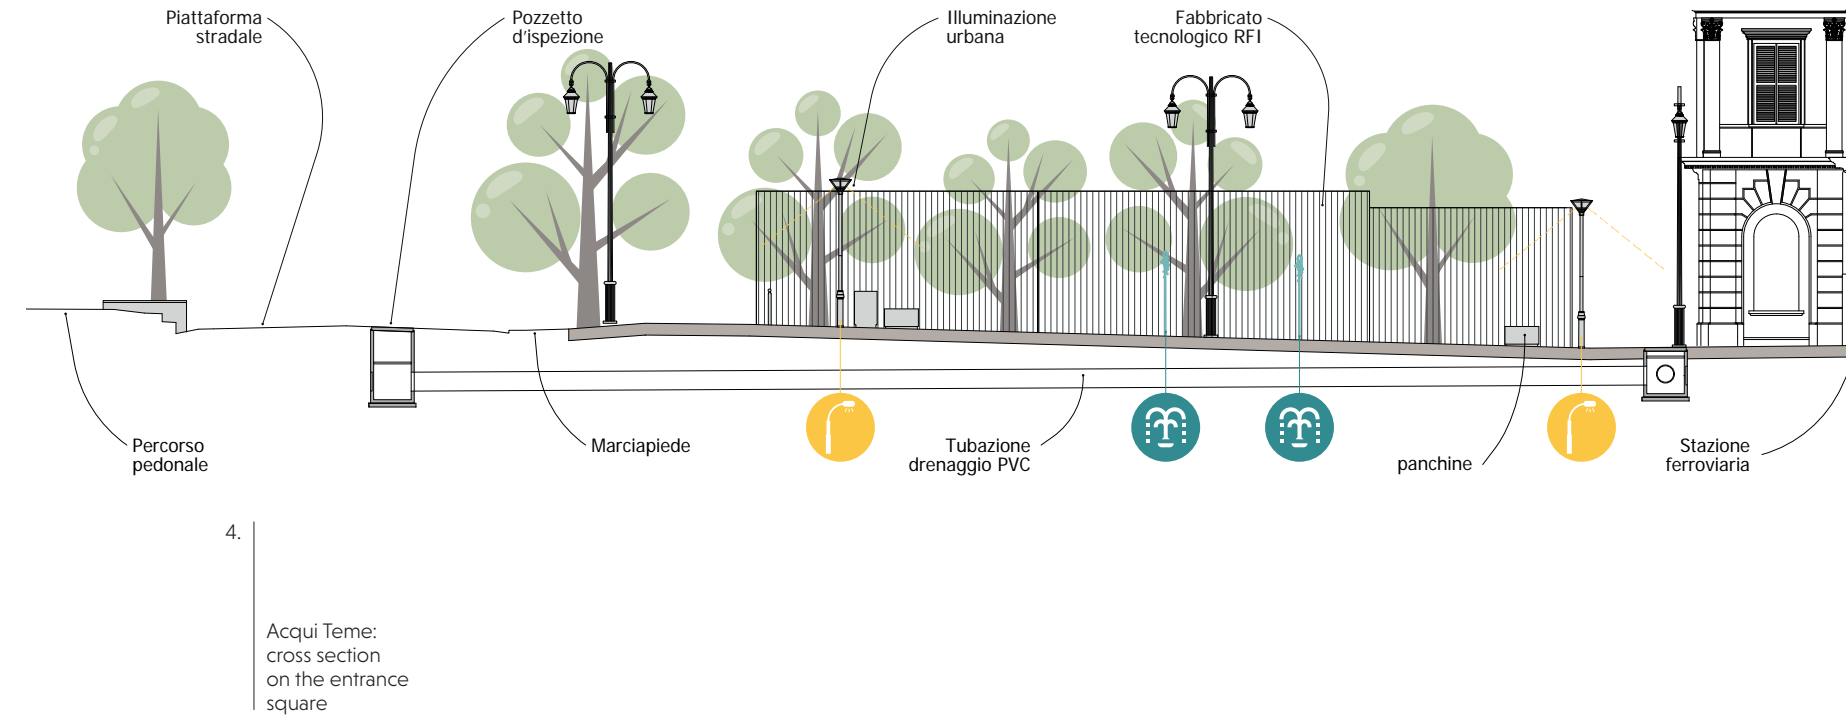 Piattaforma
stradale
Pozzetto
d'ispezione
Illuminazione
urbana
Fabbricato
tecnologico RFI
Percorso
pedonale
Marciapiede
Tubazione
drenaggio PVC
panchine
Stazione
ferroviaria
4.
Acqui Teme:
cross section
on the entrance
square